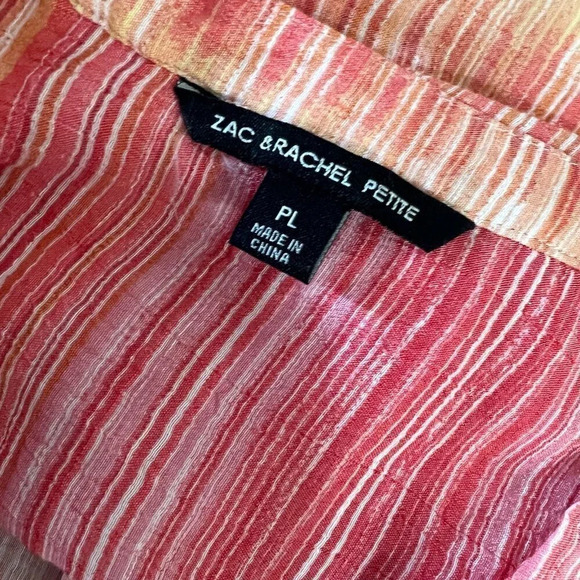 ZAC &RACHEL PETITE
PL
MADE IN
CHINA